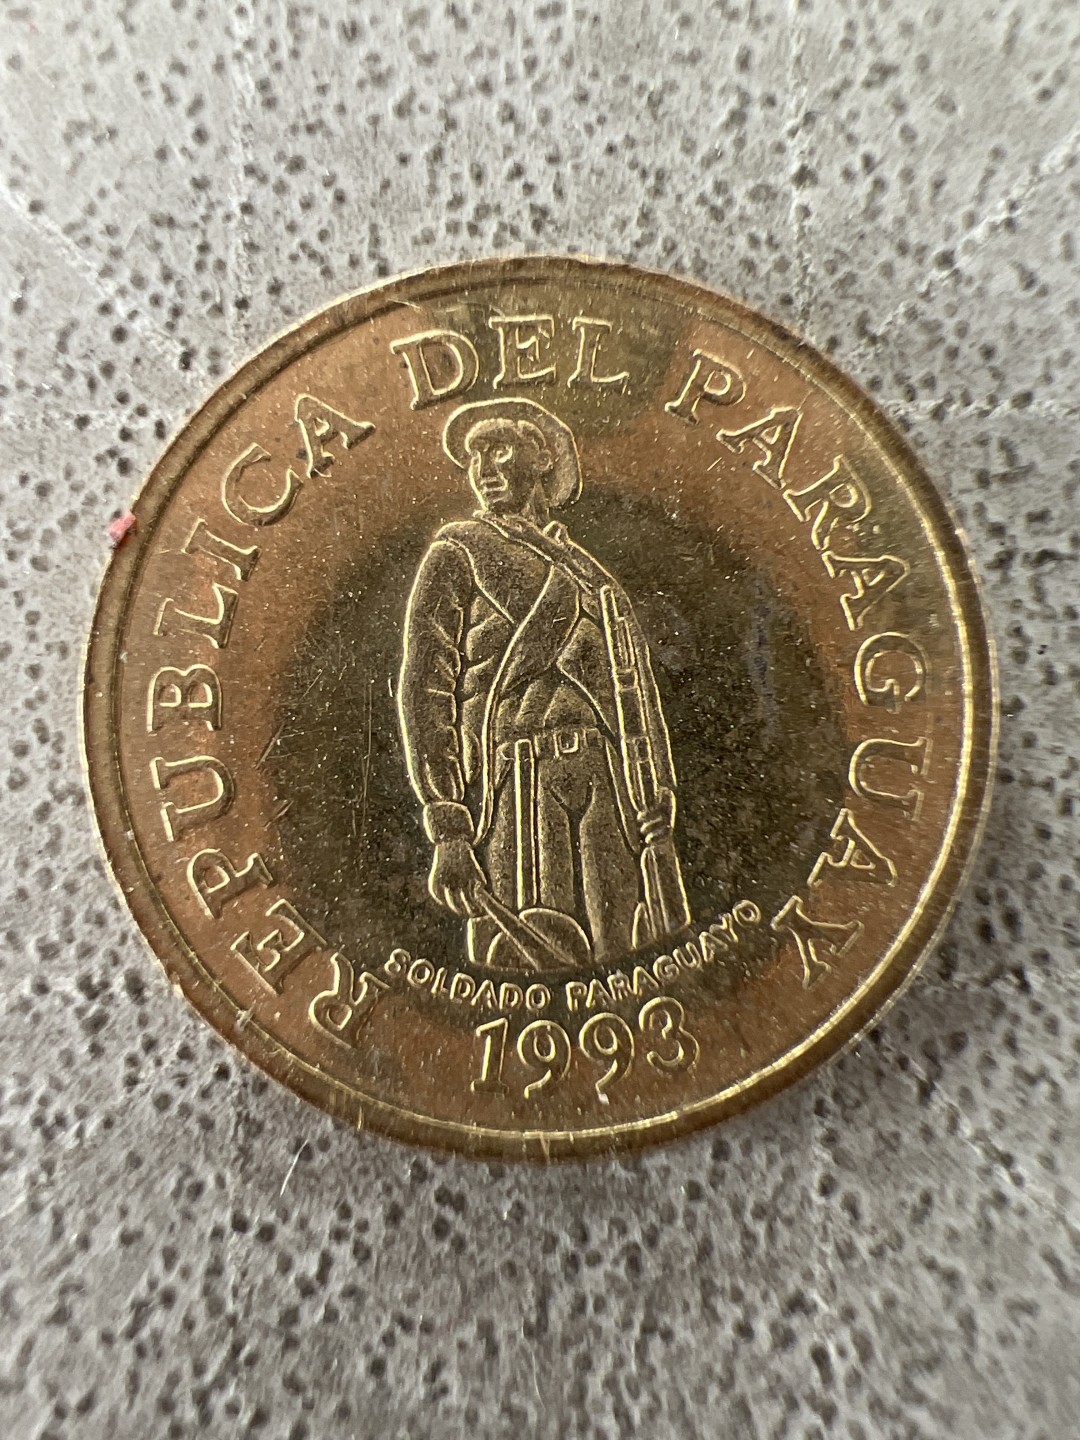 REPUBLICA DEL PARAGUAY
SOLDADO PARAGUAYO
1993